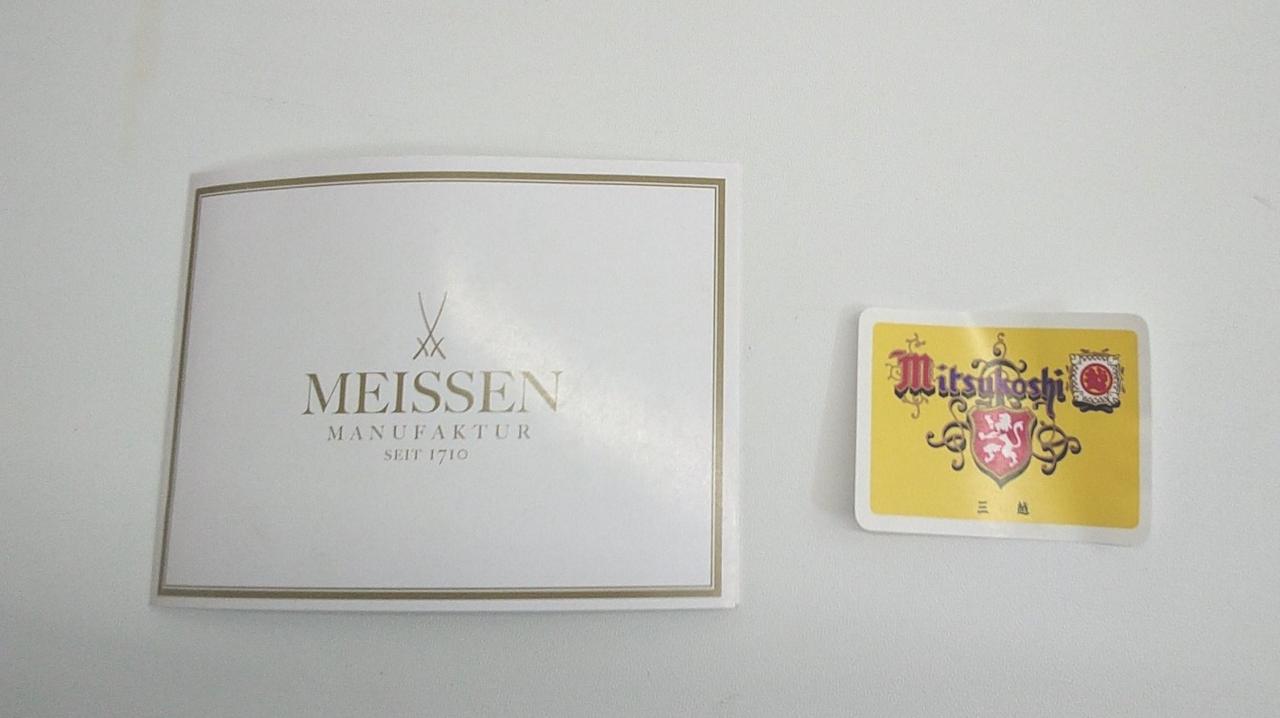 MEISSEN
MANUFAKTUR
SEIT 1710
Mitsukoshi
三越